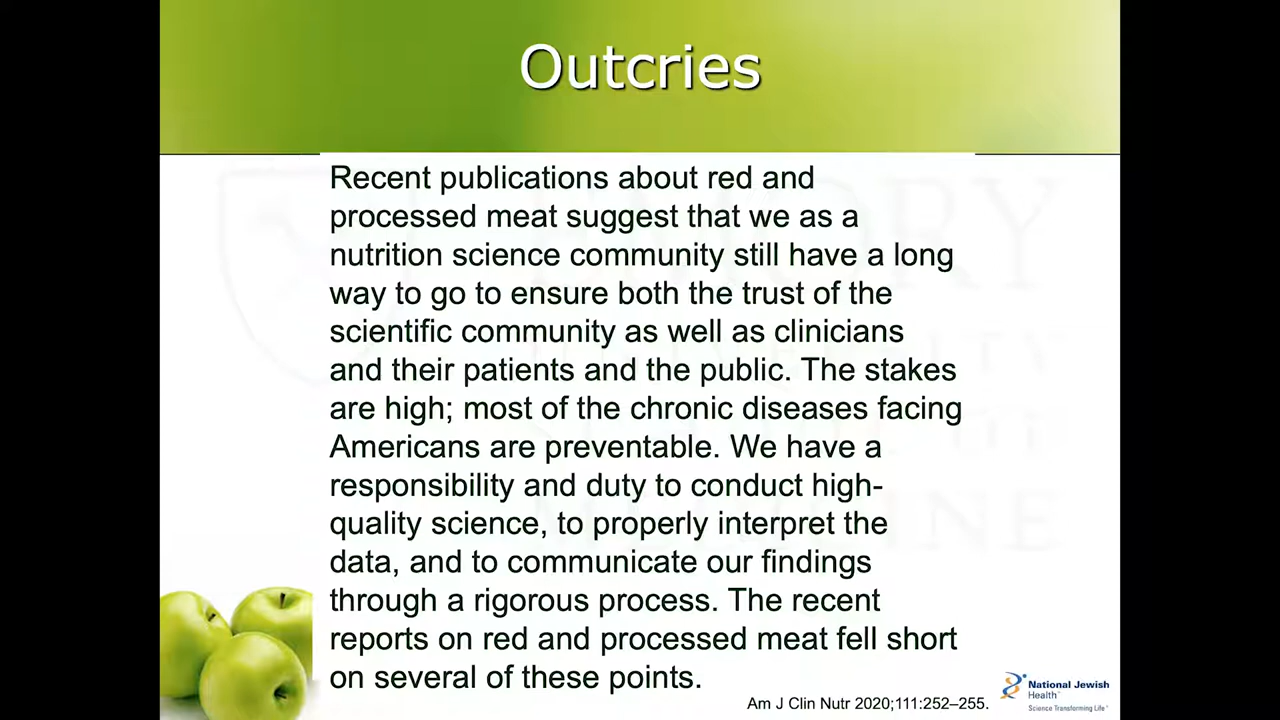 Outcries
Recent publications about red and
processed meat suggest that we as a
nutrition science community still have a long
way to go to ensure both the trust of the
scientific community as well as clinicians
and their patients and the public. The stakes
are high; most of the chronic diseases facing
Americans are preventable. We have a
responsibility and duty to conduct high-
quality science, to properly interpret the
data, and to communicate our findings
through a rigorous process. The recent
reports on red and processed meat fell short
on several of these points.
Am J Clin Nutr 2020;111:252–255.
National Jewish
Health™
Science Transforming Life®